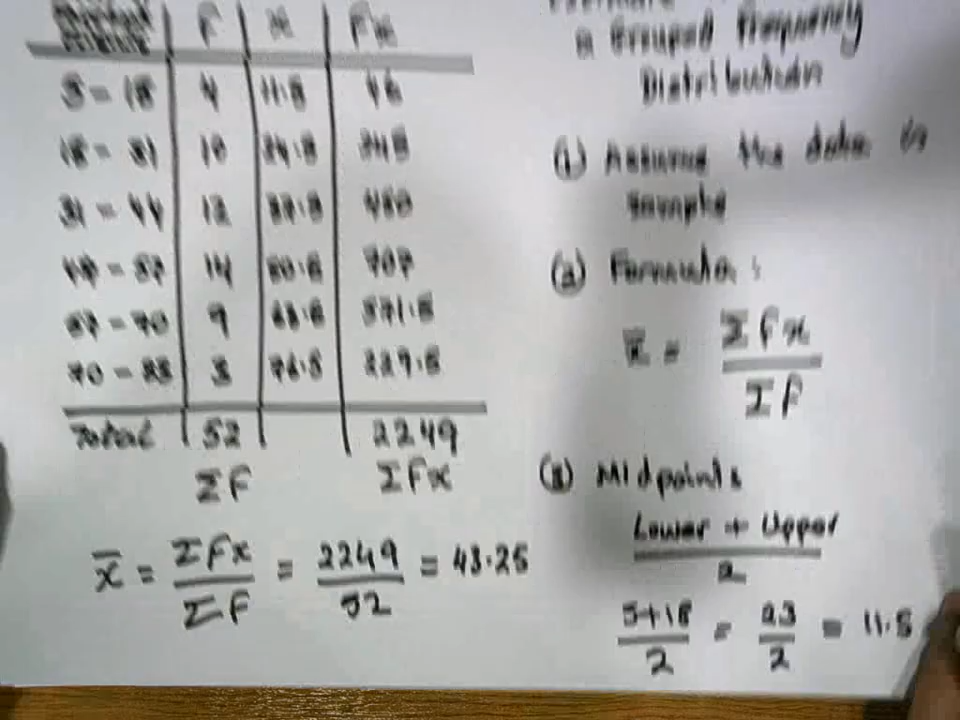 F x Fx
5 – 18 4 11.5 46
18 – 31 10 24.5 245
31 – 44 12 37.5 450
44 – 57 14 50.5 707
57 – 70 9 63.5 571.5
70 – 83 3 76.5 229.5
Total 52 2249
ΣF ΣFx
x̄ = ΣFx / ΣF = 2249 / 52 = 43.25
a Grouped Frequency
Distribution
(1) Assume the data is
sample
(2) Formula :
x̄ = ΣFx / ΣF
(3) Midpoints
Lower + Upper
2
5+18 / 2 = 23 / 2 = 11.5